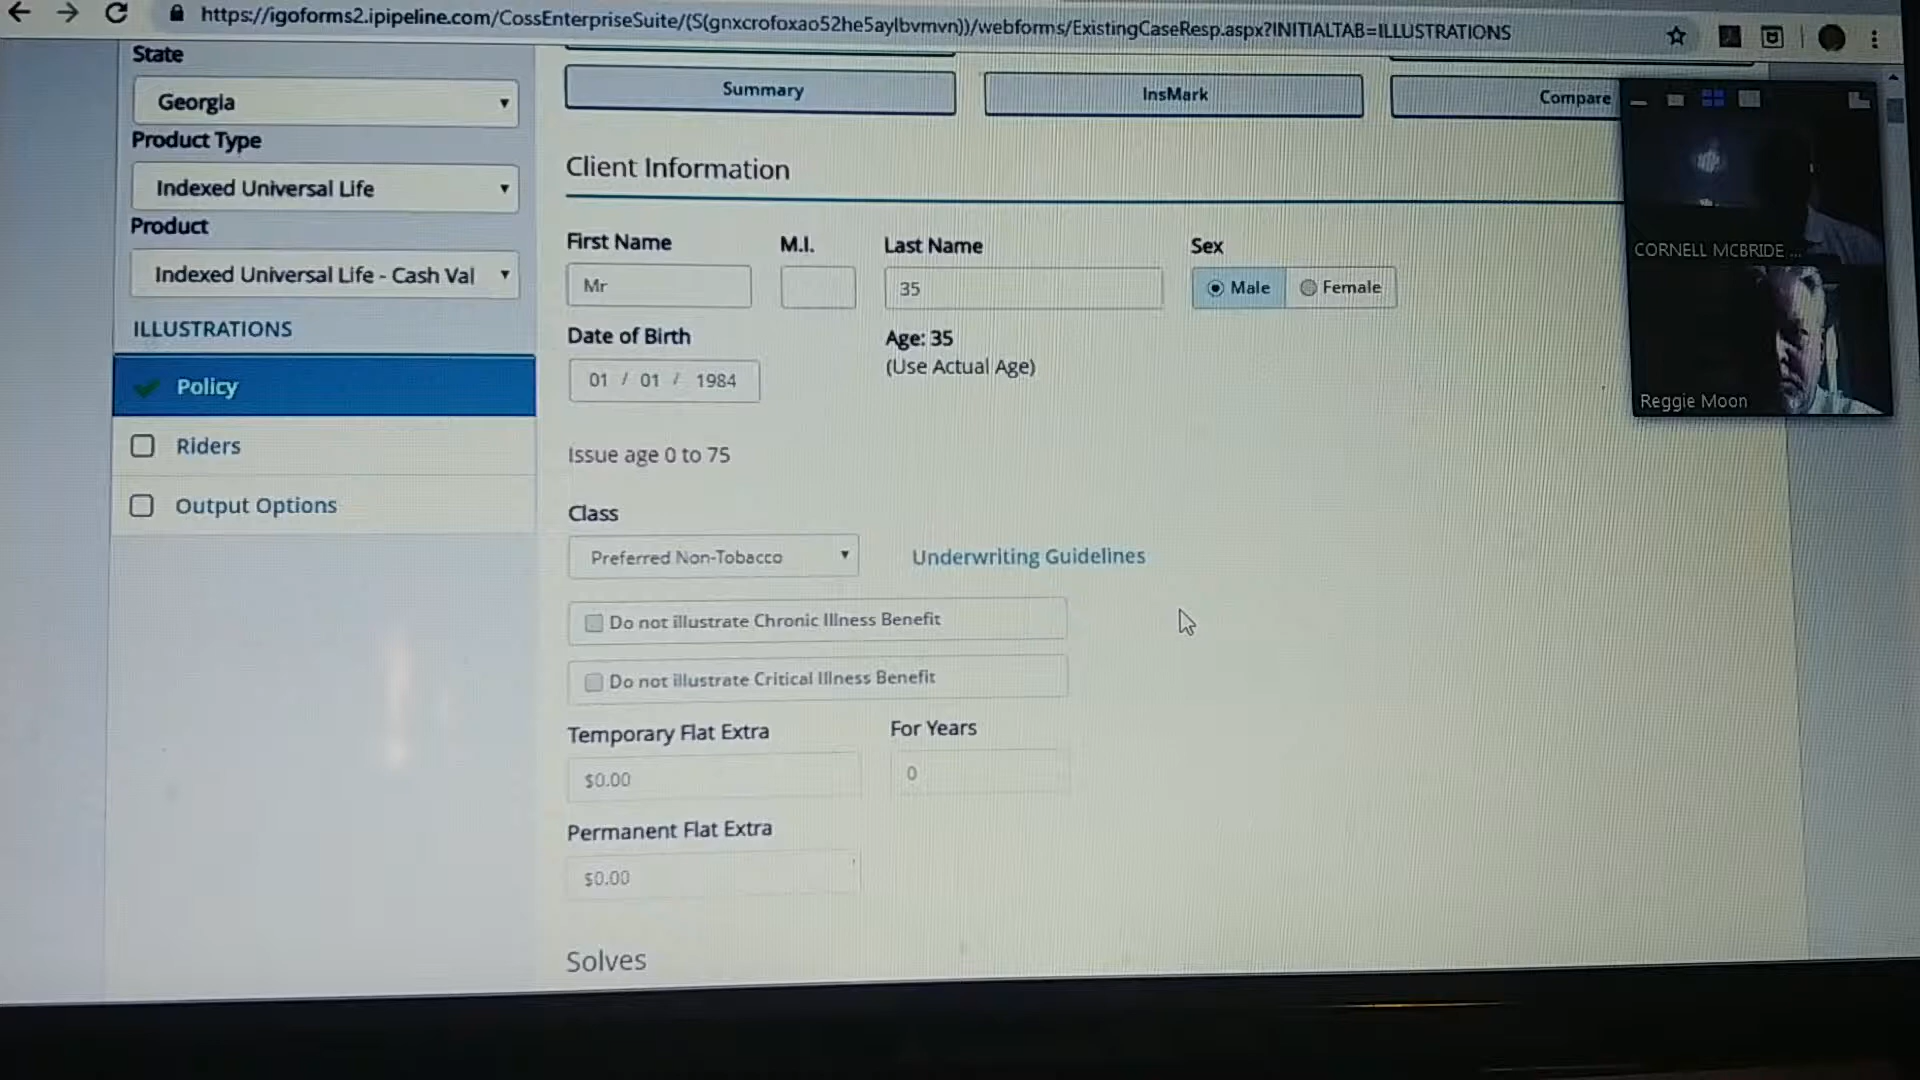 https://igoforms2.ipipeline.com/CossEnterpriseSuite/(S(gnxcrofoxao52he5aylbvmvn))/webforms/ExistingCaseResp.aspx?INITIALTAB=ILLUSTRATIONS
State
Georgia
Product Type
Indexed Universal Life
Product
Indexed Universal Life - Cash Val
ILLUSTRATIONS
Policy
Riders
Output Options
Summary
InsMark
Compare
Client Information
First Name
M.I.
Last Name
Sex
Mr
35
Male
Female
Date of Birth
Age: 35
(Use Actual Age)
01 / 01 / 1984
Issue age 0 to 75
Class
Preferred Non-Tobacco
Underwriting Guidelines
Do not illustrate Chronic Illness Benefit
Do not illustrate Critical Illness Benefit
Temporary Flat Extra
For Years
$0.00
0
Permanent Flat Extra
$0.00
Solves
CORNELL MCBRIDE ...
Reggie Moon